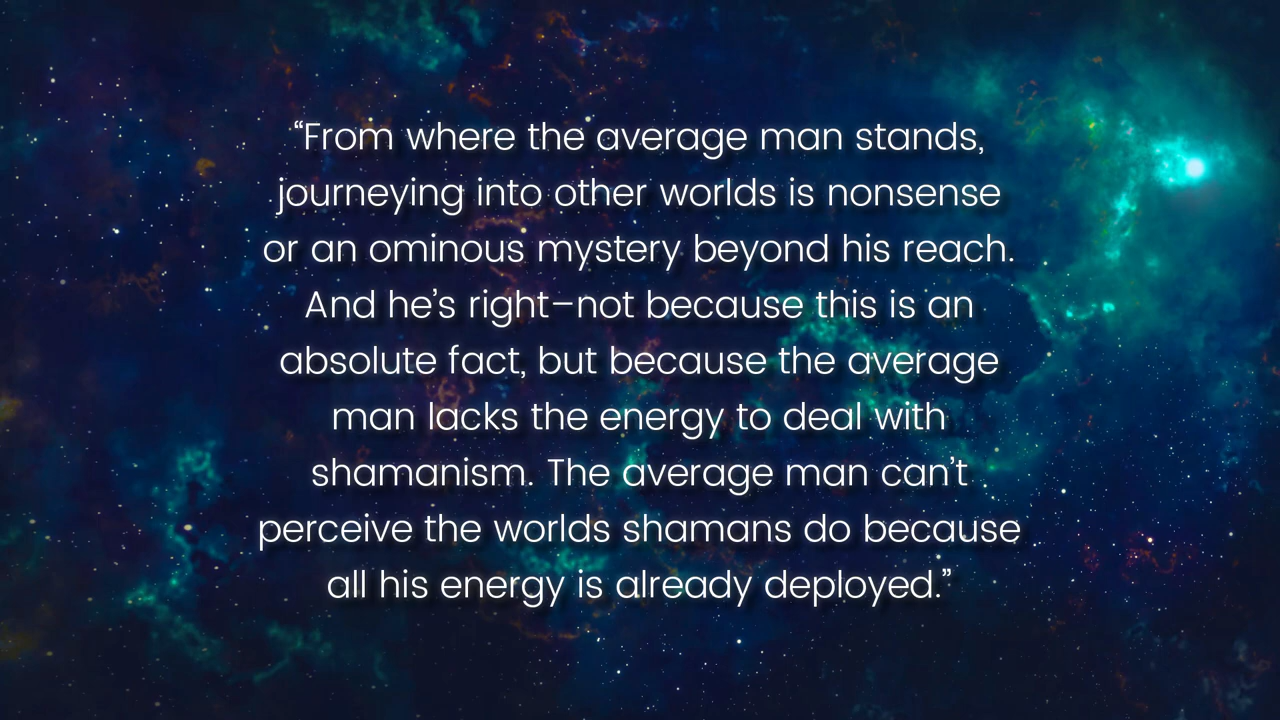 “From where the average man stands,
journeying into other worlds is nonsense
or an ominous mystery beyond his reach.
And he’s right–not because this is an
absolute fact, but because the average
man lacks the energy to deal with
shamanism. The average man can’t
perceive the worlds shamans do because
all his energy is already deployed.”